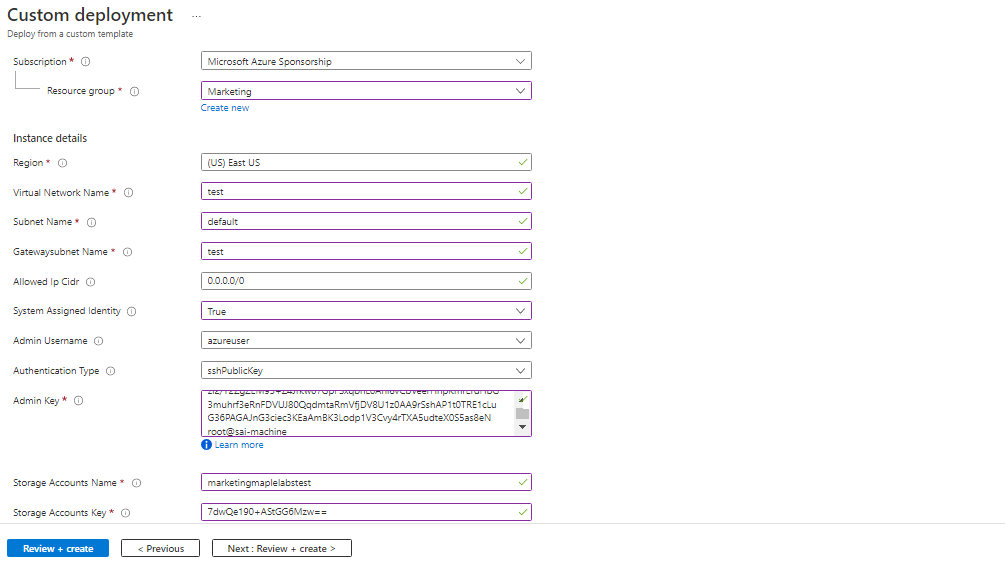 Custom deployment ...
Deploy from a custom template
Subscription * Microsoft Azure Sponsorship
Resource group * Marketing
Create new
Instance details
Region * (US) East US
Virtual Network Name * test
Subnet Name * default
Gatewaysubnet Name * test
Allowed Ip Cidr 0.0.0.0/0
System Assigned Identity True
Admin Username azureuser
Authentication Type sshPublicKey
Admin Key *
3muhrf3eRnFDVUJ80QqdmtaRmVfjDV8U1z0AA9rSshAP1t0TRE1cLu
G36PAGAJnG3ciec3KEaAmBK3Lodp1V3Cvy4rTXA5udteX0S5as8eN
root@sai-machine
Learn more
Storage Accounts Name * marketingmaplelabstest
Storage Accounts Key * 7dwQe190+AStGG6Mzw==
Review + create
< Previous
Next : Review + create >